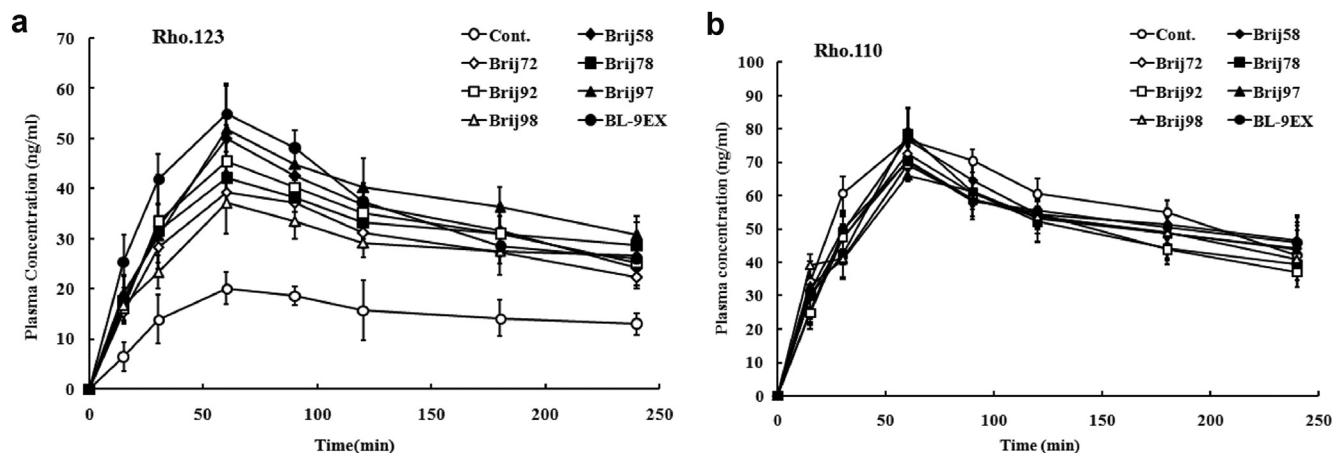 a
Rho.123
Cont.
Brij58
Brij72
Brij78
Brij92
Brij97
Brij98
BL-9EX
Plasma Concentration (ng/ml)
70
60
50
40
30
20
10
0
0 50 100 150 200 250
Time(min)
b
Rho.110
Cont.
Brij58
Brij72
Brij78
Brij92
Brij97
Brij98
BL-9EX
Plasma concentration (ng/ml)
100
90
80
70
60
50
40
30
20
10
0
0 50 100 150 200 250
Time (min)